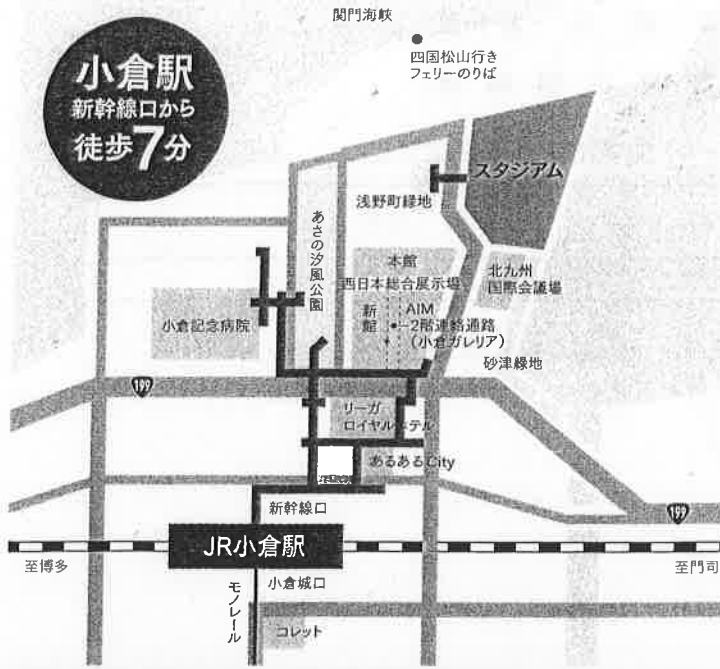 関門海峡
四国松山行き
フェリーのりば
小倉駅
新幹線口から
徒歩7分
スタジアム
浅野町緑地
あさの汐風公園
本館
西日本総合展示場
新館
AIM
2階連絡通路
(小倉ガレリア)
北九州
国際会議場
小倉記念病院
砂津緑地
199
リーガ
ロイヤルホテル
あるあるCity
新幹線口
199
JR小倉駅
至博多
至門司
小倉城口
モノレール
コレット